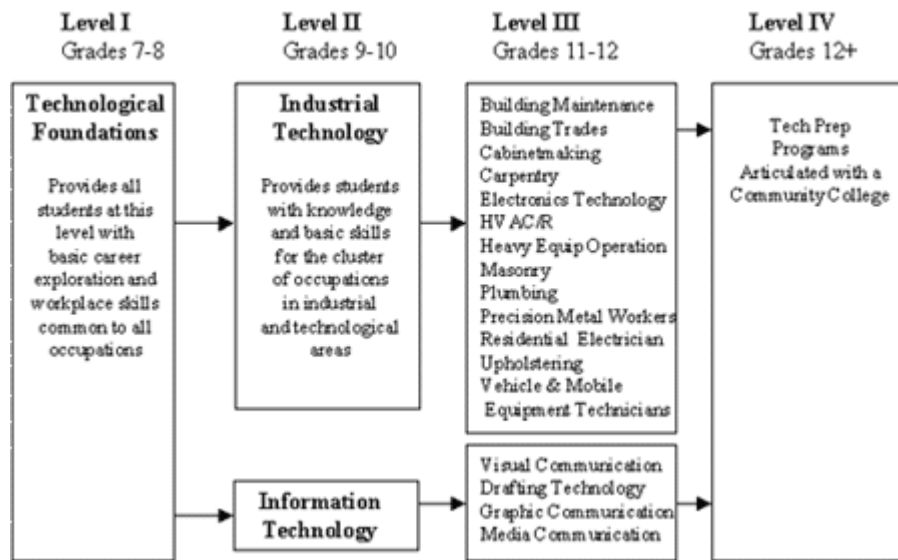 Level I
Grades 7-8
Level II
Grades 9-10
Level III
Grades 11-12
Level IV
Grades 12+
Technological
Foundations
Provides all
students at this
level with
basic career
exploration and
workplace skills
common to all
occupations
Industrial
Technology
Provides students
with knowledge
and basic skills
for the cluster
of occupations
in industrial
and technological
areas
Information
Technology
Building Maintenance
Building Trades
Cabinetmaking
Carpentry
Electronics Technology
HV AC/R
Heavy Equip Operation
Masonry
Plumbing
Precision Metal Workers
Residential Electrician
Upholstering
Vehicle & Mobile
Equipment Technicians
Visual Communication
Drafting Technology
Graphic Communication
Media Communication
Tech Prep
Programs
Articulated with a
Community College